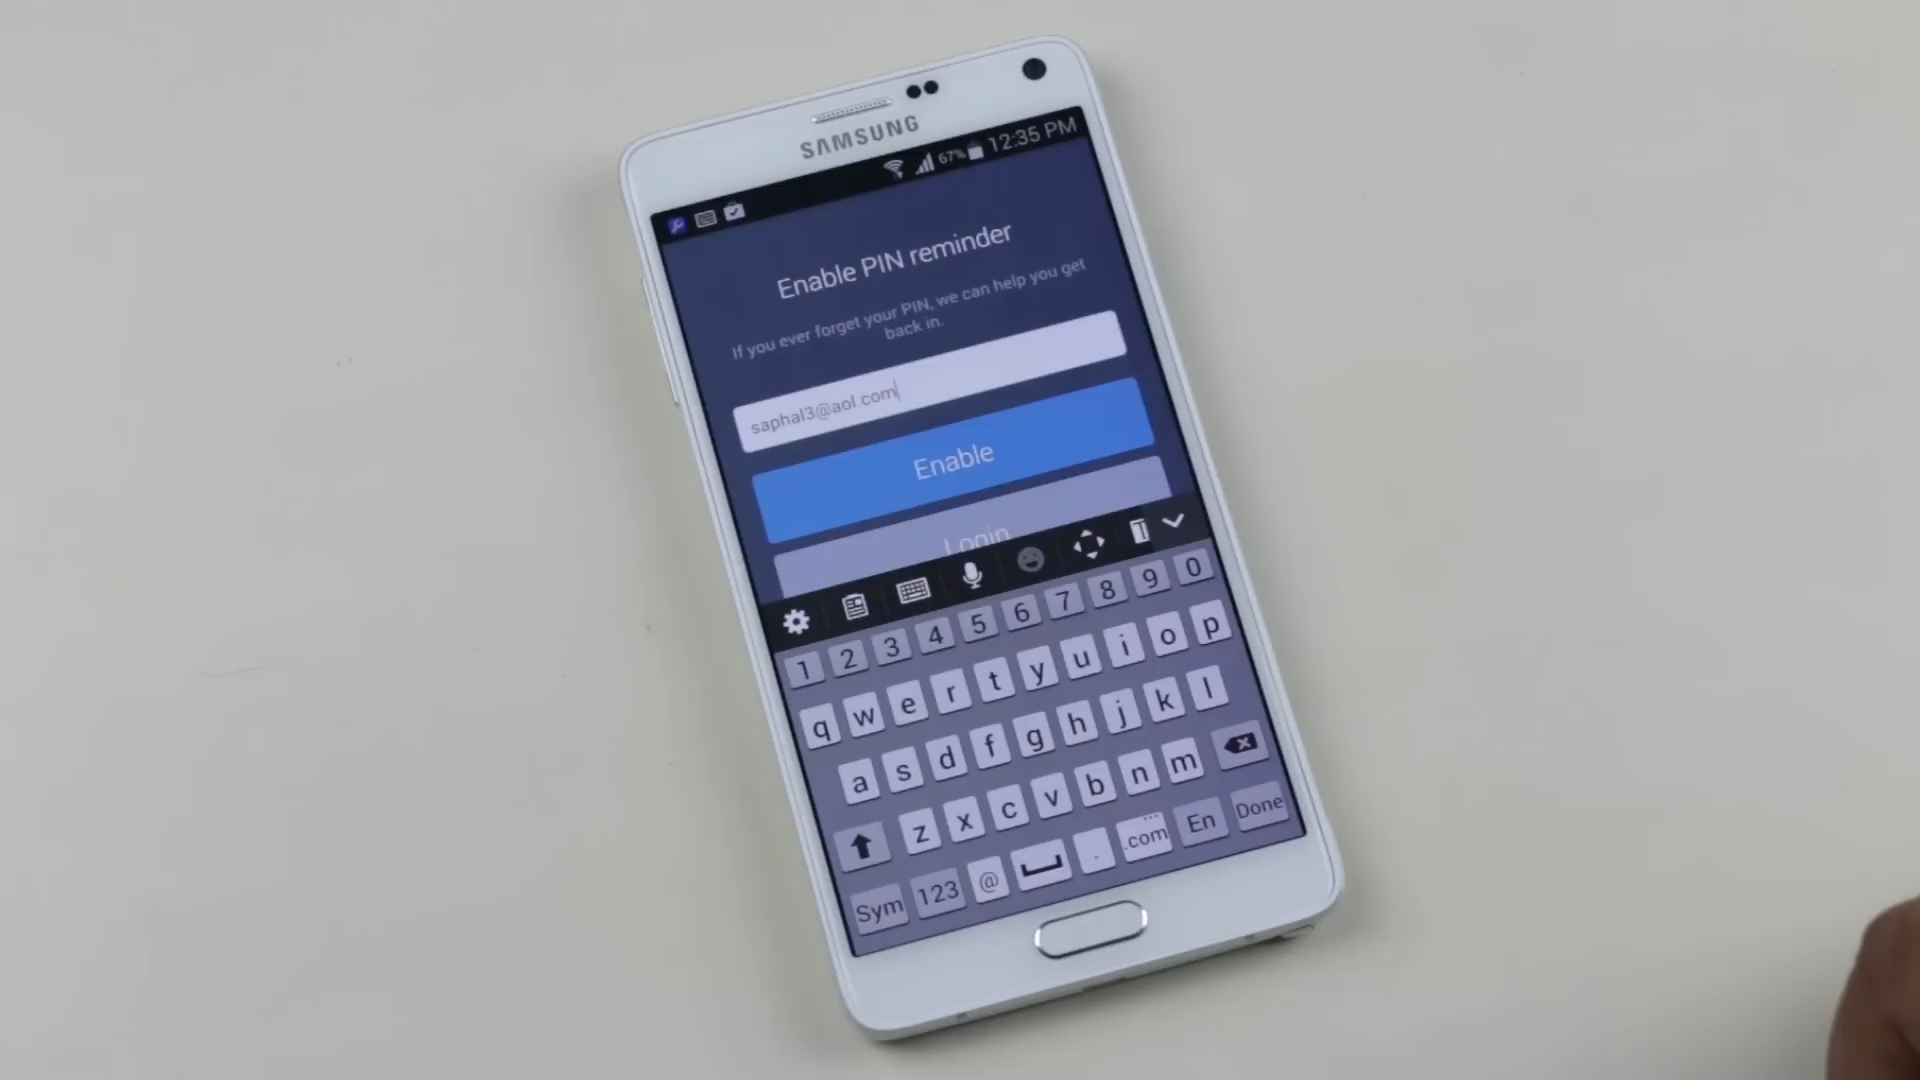 SAMSUNG
67% 12:35 PM
Enable PIN reminder
If you ever forget your PIN, we can help you get
back in.
saphal3@aol.com
Enable
Login
1 2 3 4 5 6 7 8 9 0
q w e r t y u i o p
a s d f g h j k l
z x c v b n m
Sym 123 @ . .com En Done